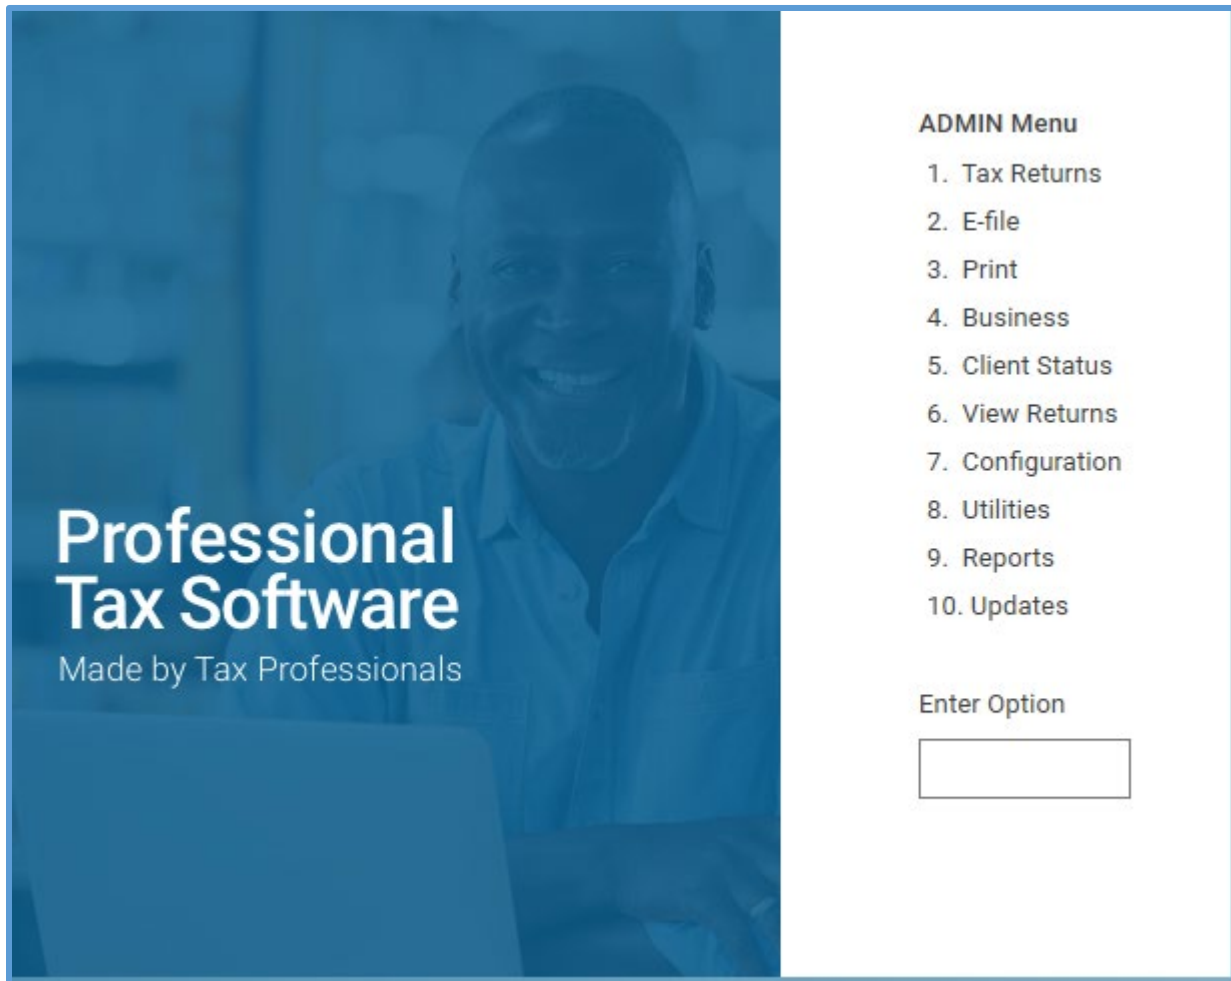 Professional
Tax Software
Made by Tax Professionals
ADMIN Menu
1. Tax Returns
2. E-file
3. Print
4. Business
5. Client Status
6. View Returns
7. Configuration
8. Utilities
9. Reports
10. Updates
Enter Option